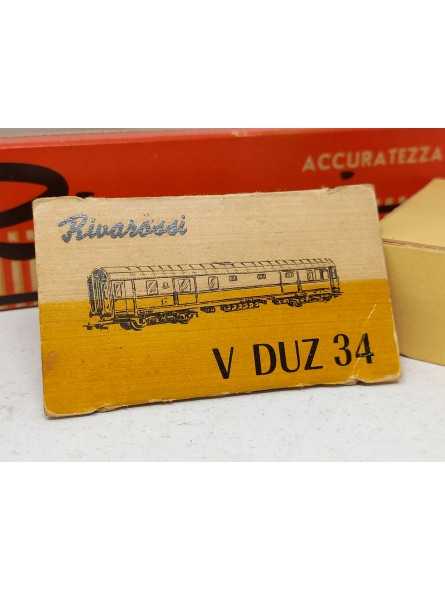 ACCURATEZZA
Rivarossi
V DUZ 34